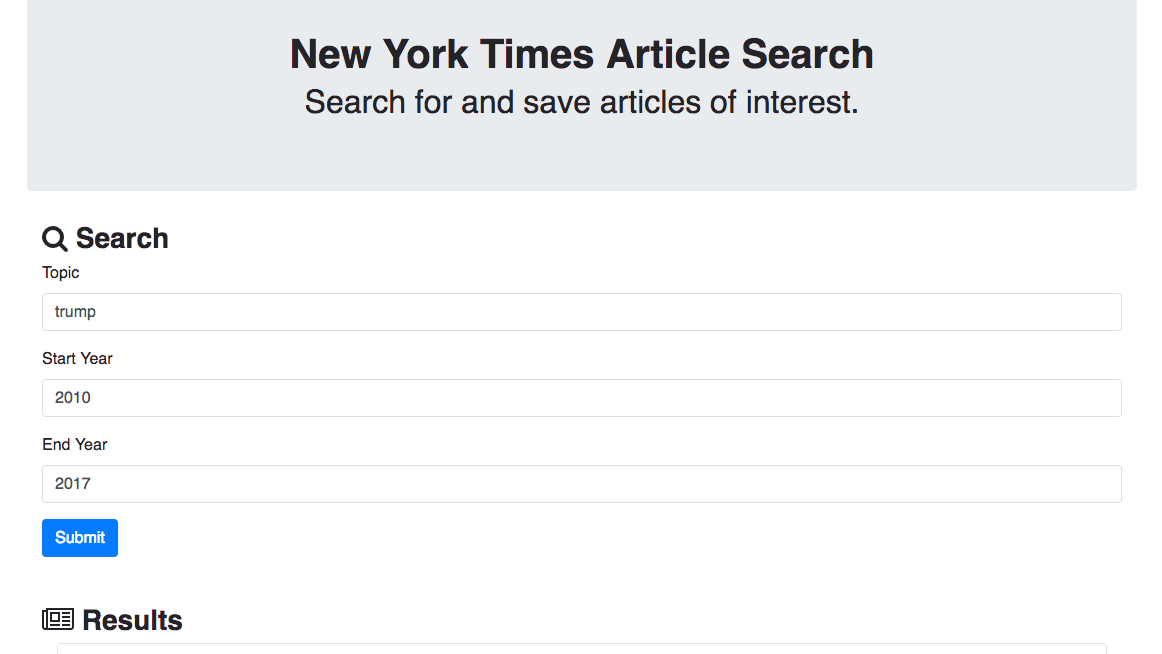 New York Times Article Search
Search for and save articles of interest.
Search
Topic
trump
Start Year
2010
End Year
2017
Submit
Results